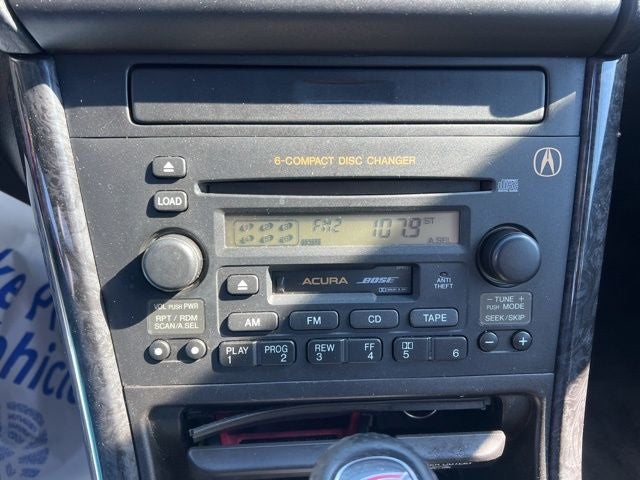 6-COMPACT DISC CHANGER
LOAD
FM2 107.9 ST
A.SEL
ACURA BOSE
ANTI THEFT
VOL PUSH PWR
RPT / RDM
SCAN/A.SEL
AM FM CD TAPE
− TUNE +
PUSH MODE
SEEK/SKIP
PLAY 1
PROG 2
REW 3
FF 4
5
6